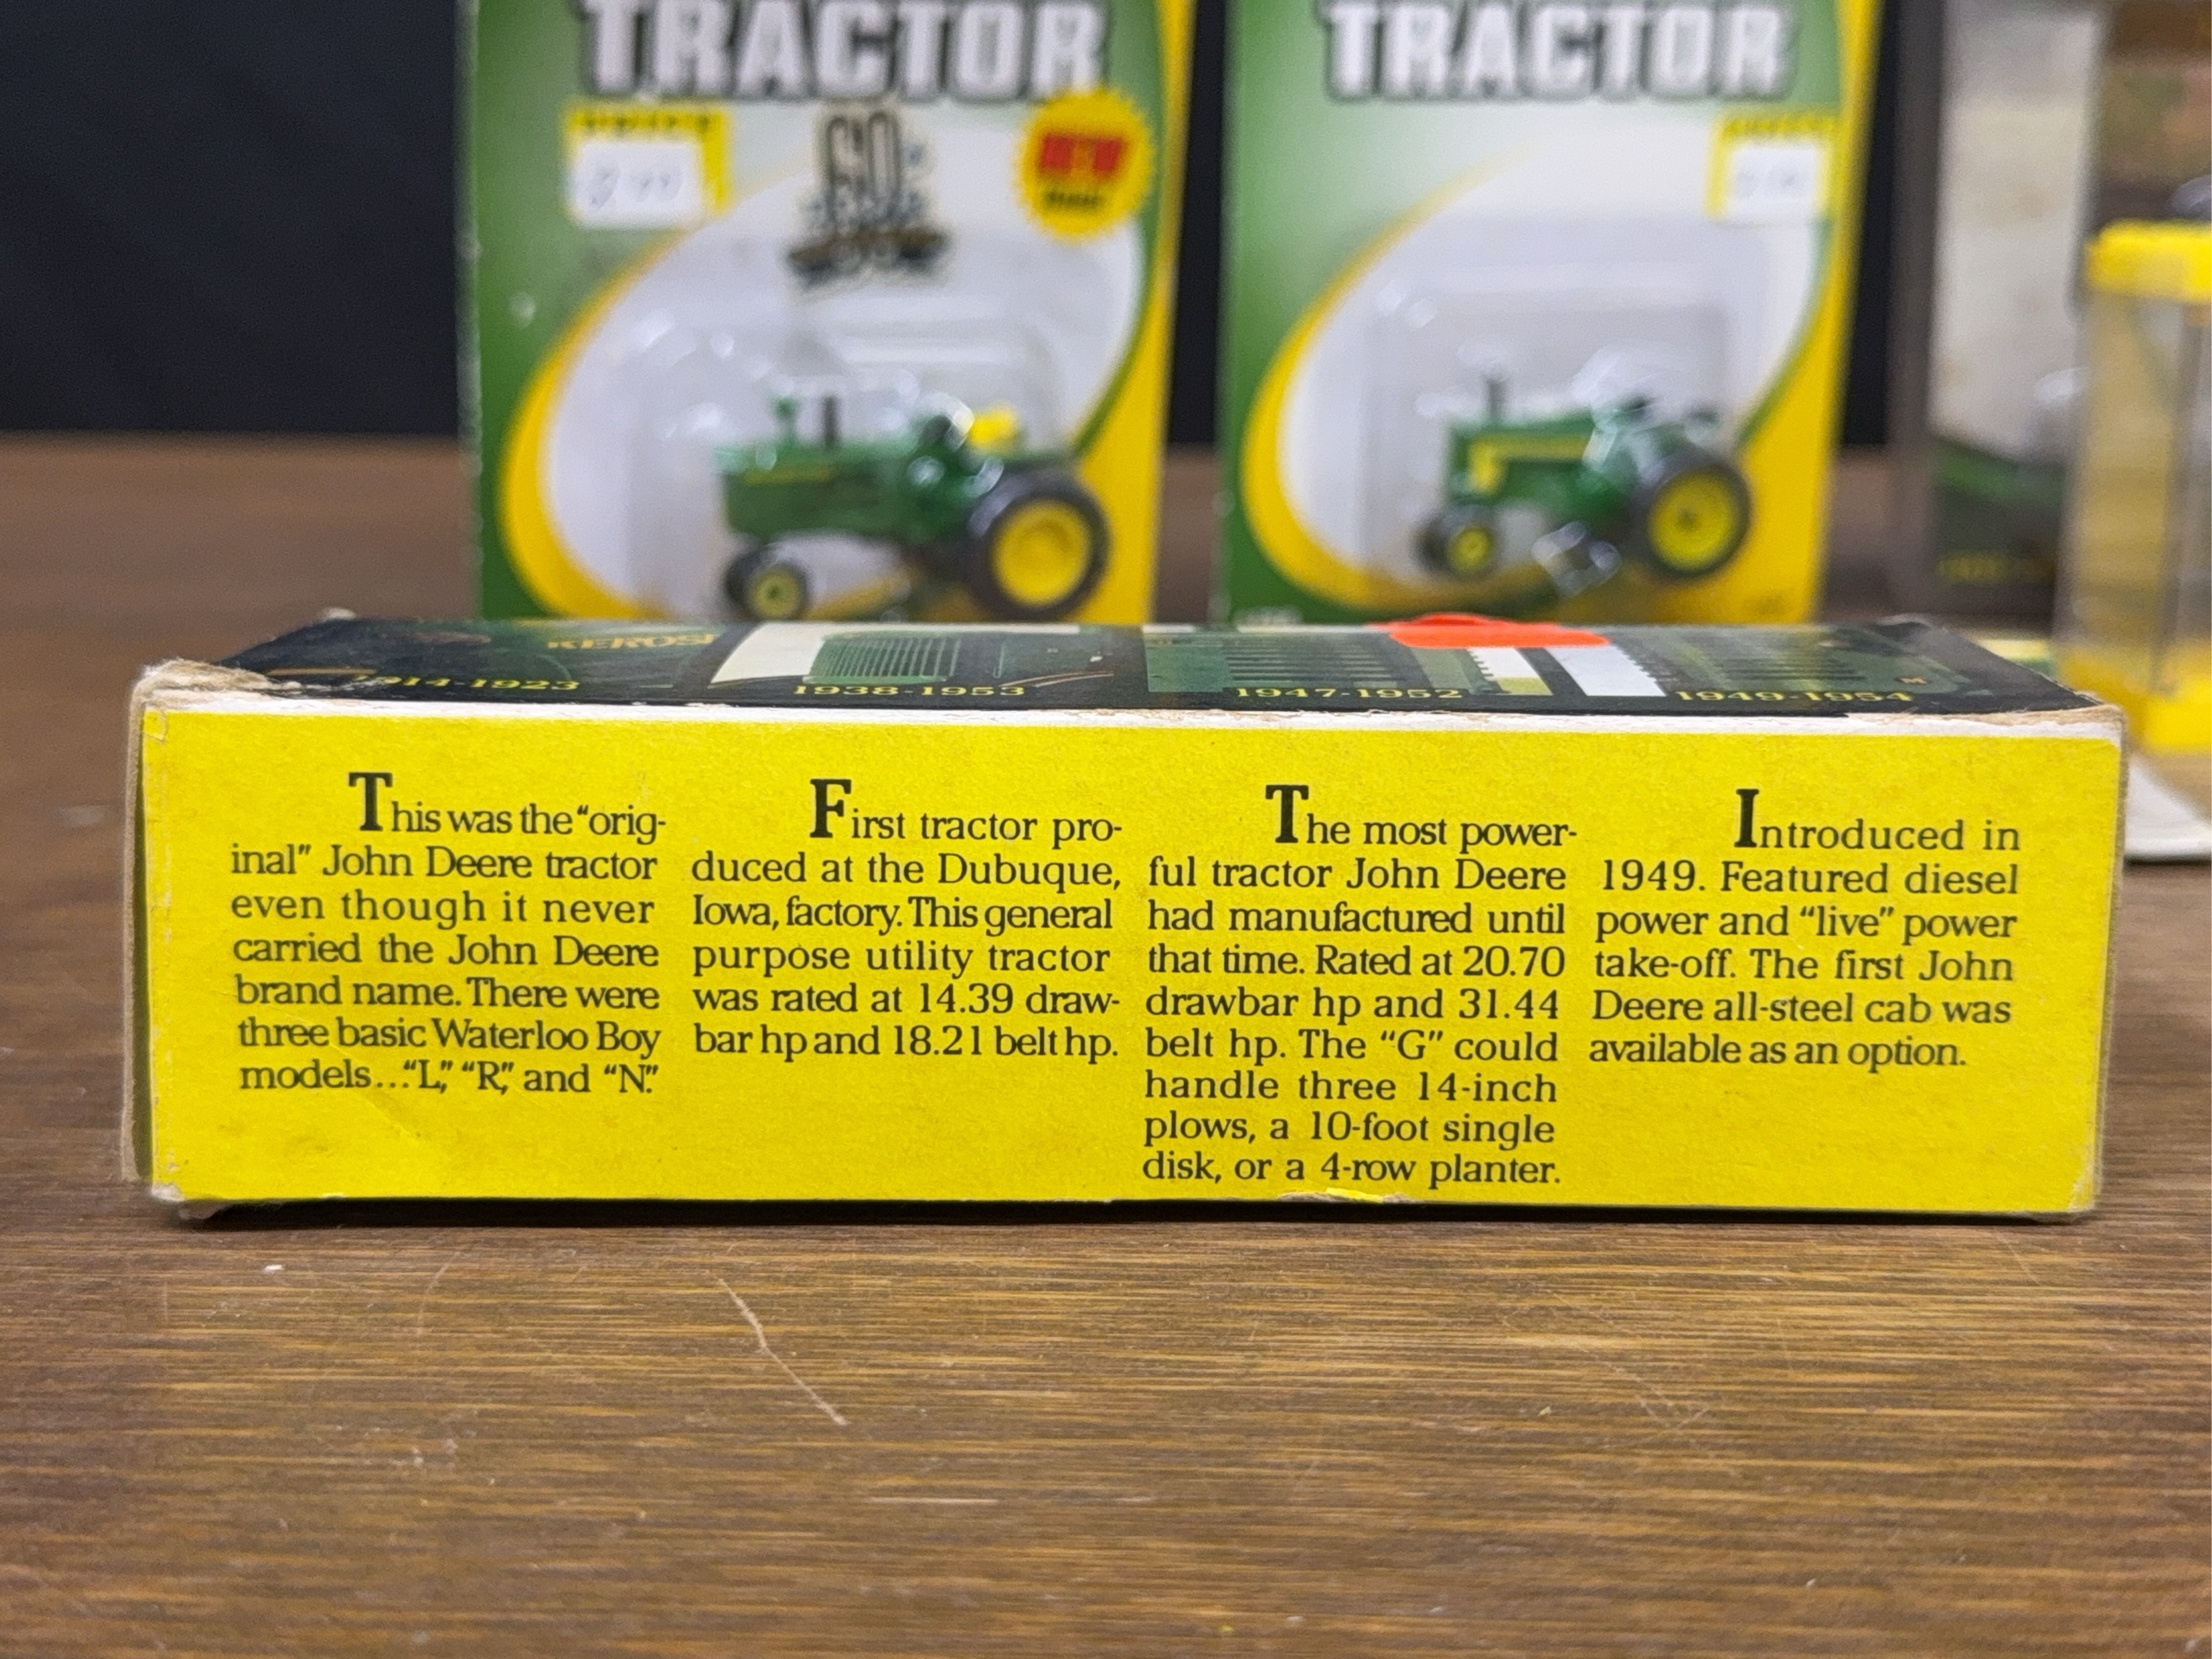 TRACTOR
TRACTOR
60
NEW
KEROS
1914-1923
1938-1953
1947-1952
1949-1954
This was the "orig-
inal" John Deere tractor
even though it never
carried the John Deere
brand name. There were
three basic Waterloo Boy
models..."L," "R," and "N."
First tractor pro-
duced at the Dubuque,
Iowa, factory. This general
purpose utility tractor
was rated at 14.39 draw-
bar hp and 18.21 belt hp.
The most power-
ful tractor John Deere
had manufactured until
that time. Rated at 20.70
drawbar hp and 31.44
belt hp. The "G" could
handle three 14-inch
plows, a 10-foot single
disk, or a 4-row planter.
Introduced in
1949. Featured diesel
power and "live" power
take-off. The first John
Deere all-steel cab was
available as an option.